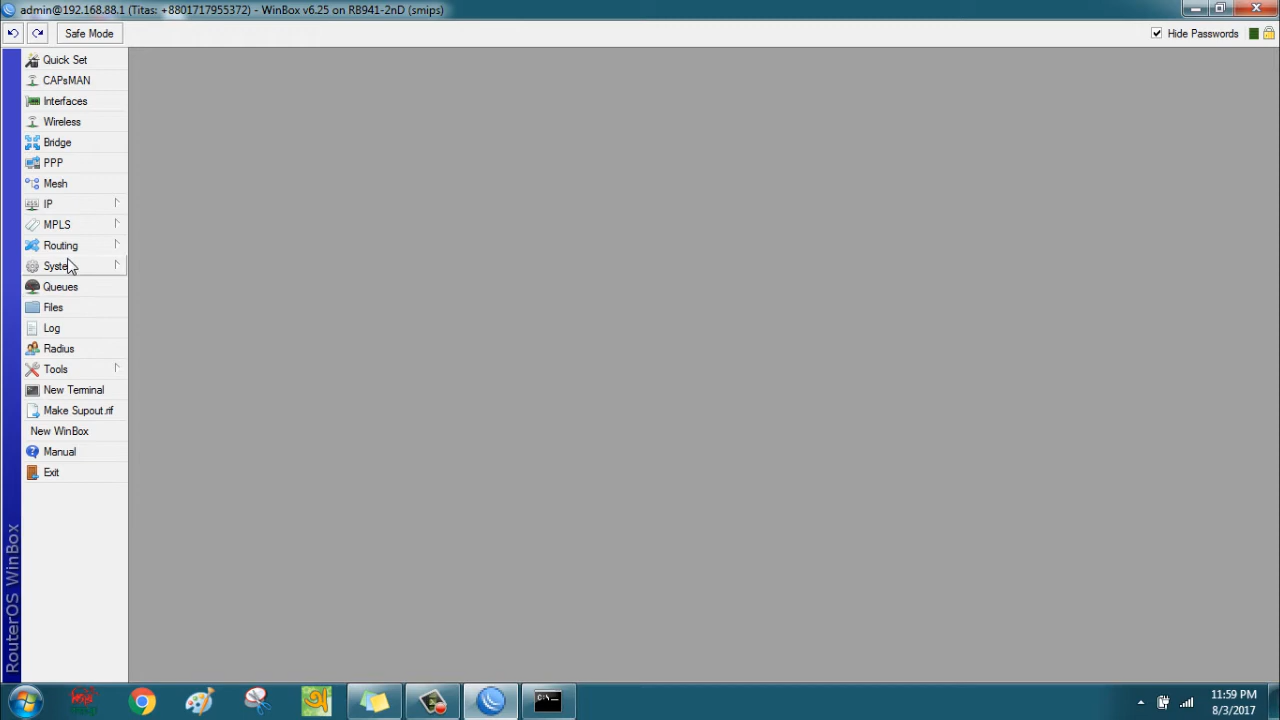 admin@192.168.88.1 (Titas: +8801717955372) - WinBox v6.25 on RB941-2nD (smips)
Safe Mode
Hide Passwords
Quick Set
CAPsMAN
Interfaces
Wireless
Bridge
PPP
Mesh
IP
MPLS
Routing
System
Queues
Files
Log
Radius
Tools
New Terminal
Make Supout.rif
New WinBox
Manual
Exit
RouterOS WinBox
11:59 PM
8/3/2017